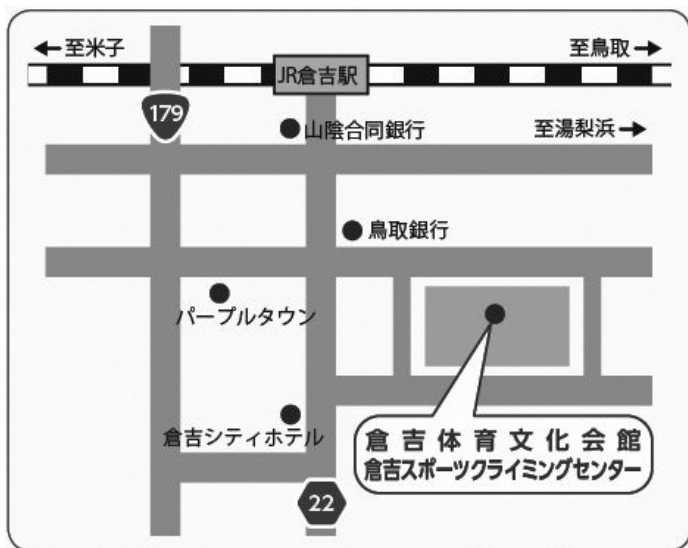 ←至米子
至鳥取→
JR倉吉駅
179
山陰合同銀行
至湯梨浜→
鳥取銀行
パープルタウン
倉吉シティホテル
倉吉体育文化会館
倉吉スポーツクライミングセンター
22